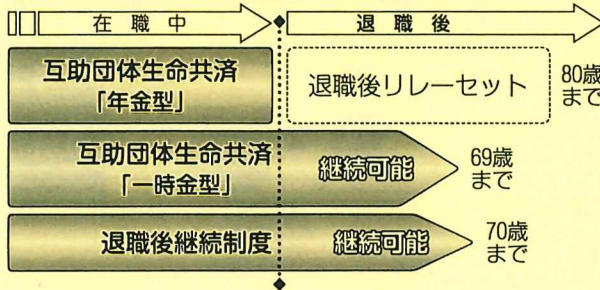 在職中
退職後
互助団体生命共済
「年金型」
退職後リレーセット
80歳
まで
互助団体生命共済
「一時金型」
継続可能
69歳
まで
退職後継続制度
継続可能
70歳
まで